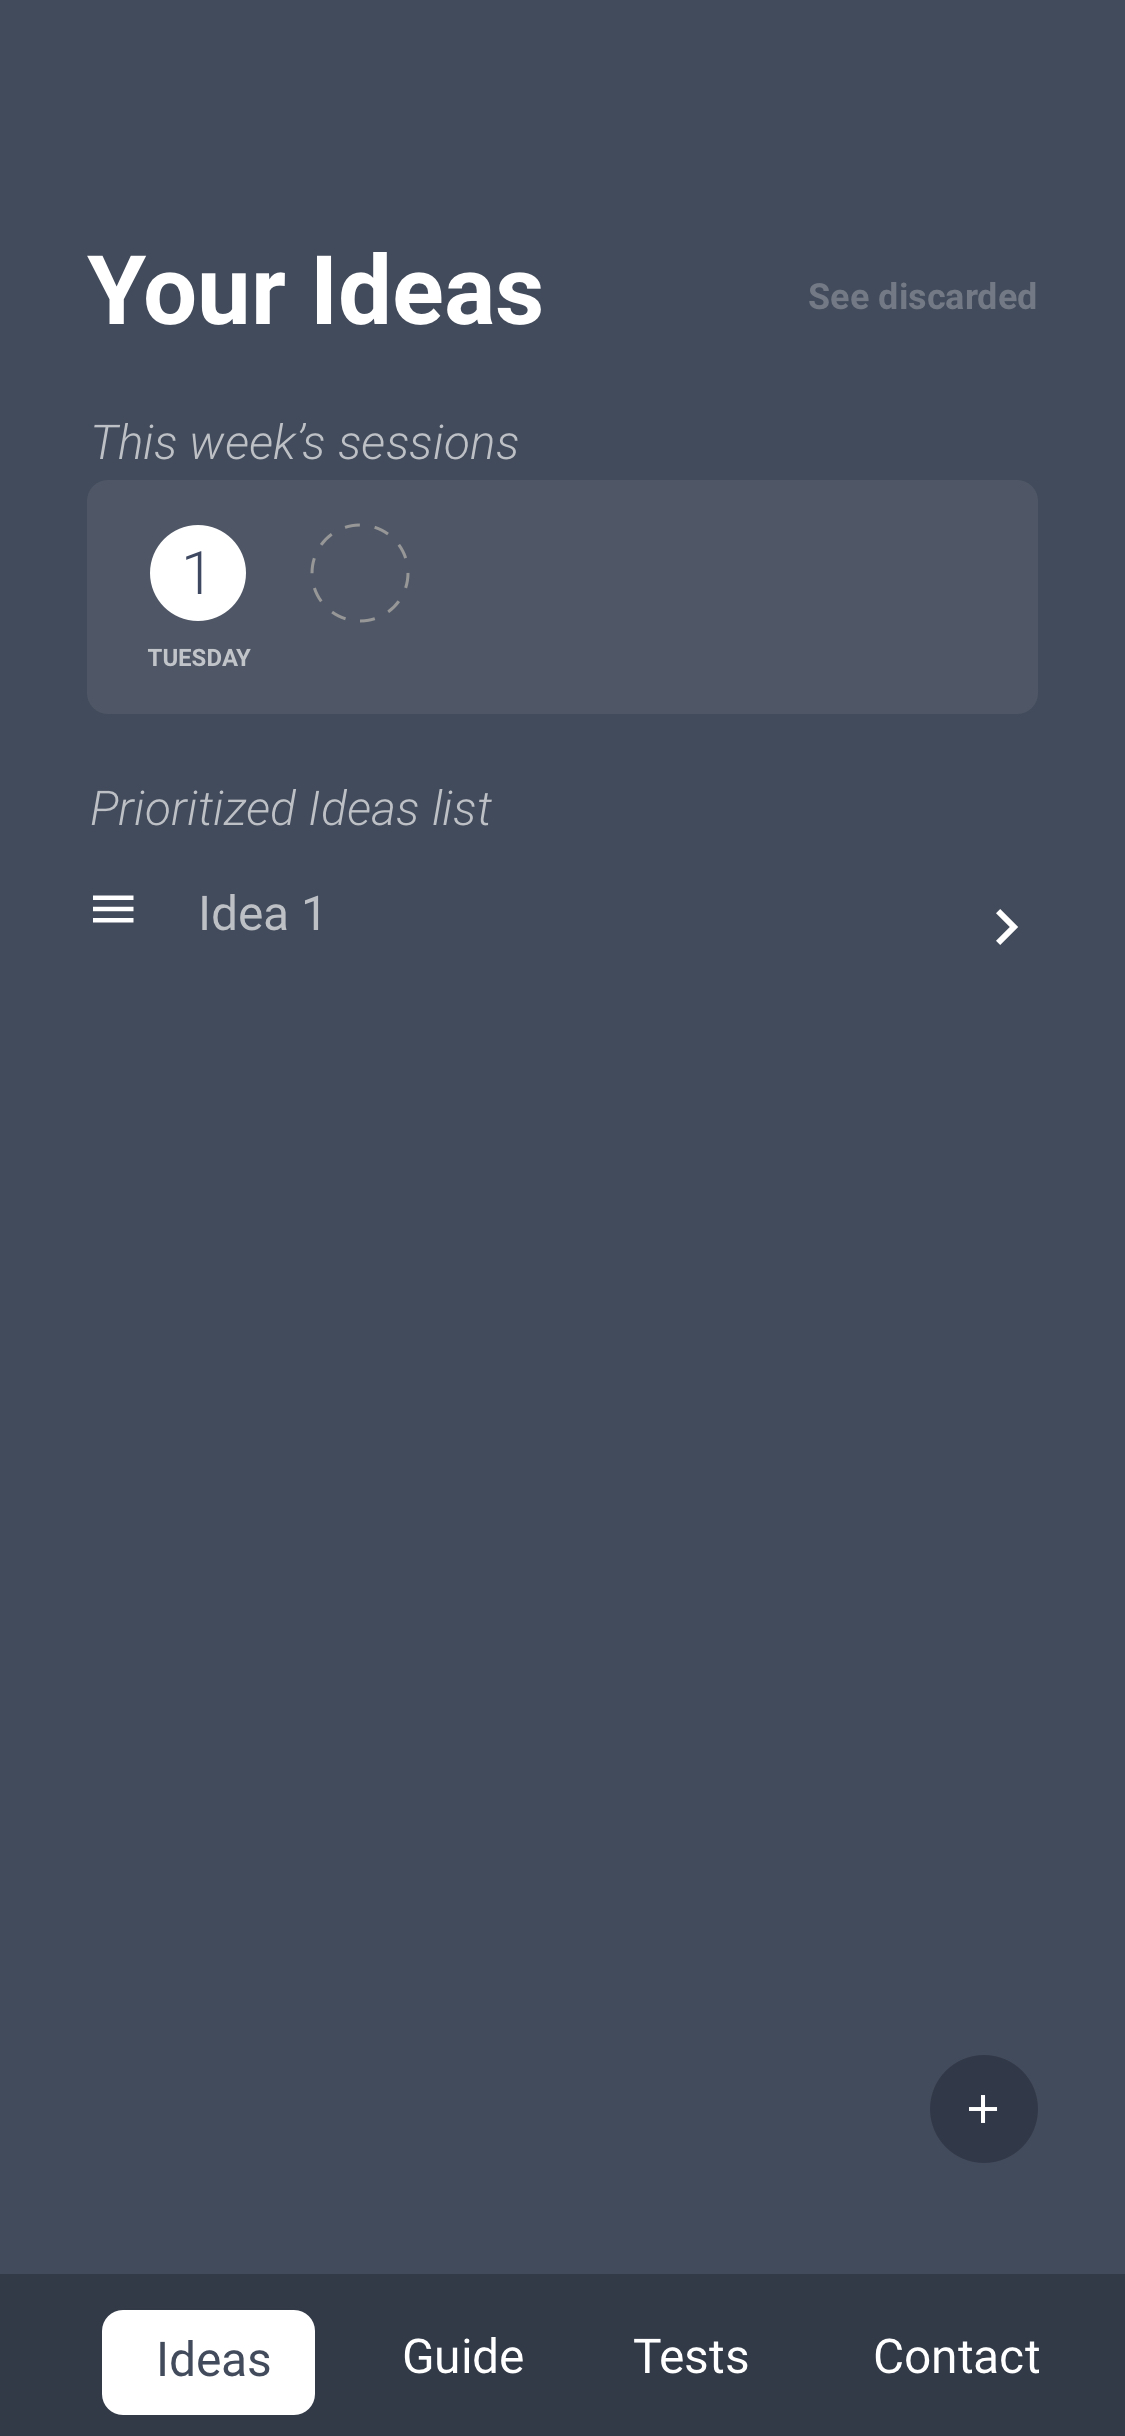 Your Ideas
See discarded
This week’s sessions
1
TUESDAY
Prioritized Ideas list
Idea 1
+
Ideas
Guide
Tests
Contact